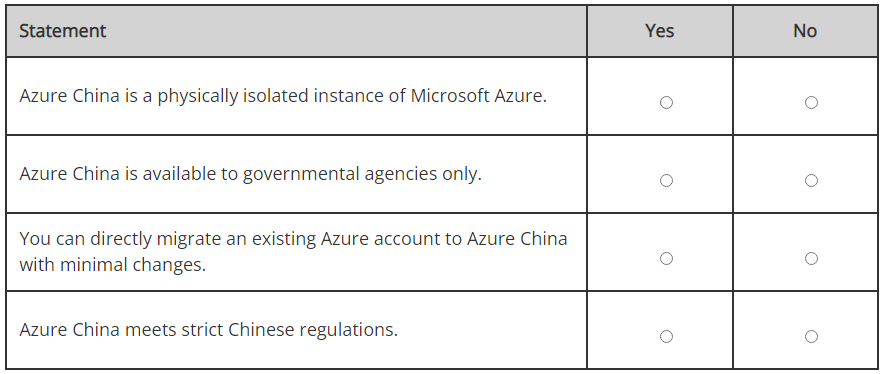 Statement Yes No
Azure China is a physically isolated instance of Microsoft Azure.
Azure China is available to governmental agencies only.
You can directly migrate an existing Azure account to Azure China
with minimal changes.
Azure China meets strict Chinese regulations.